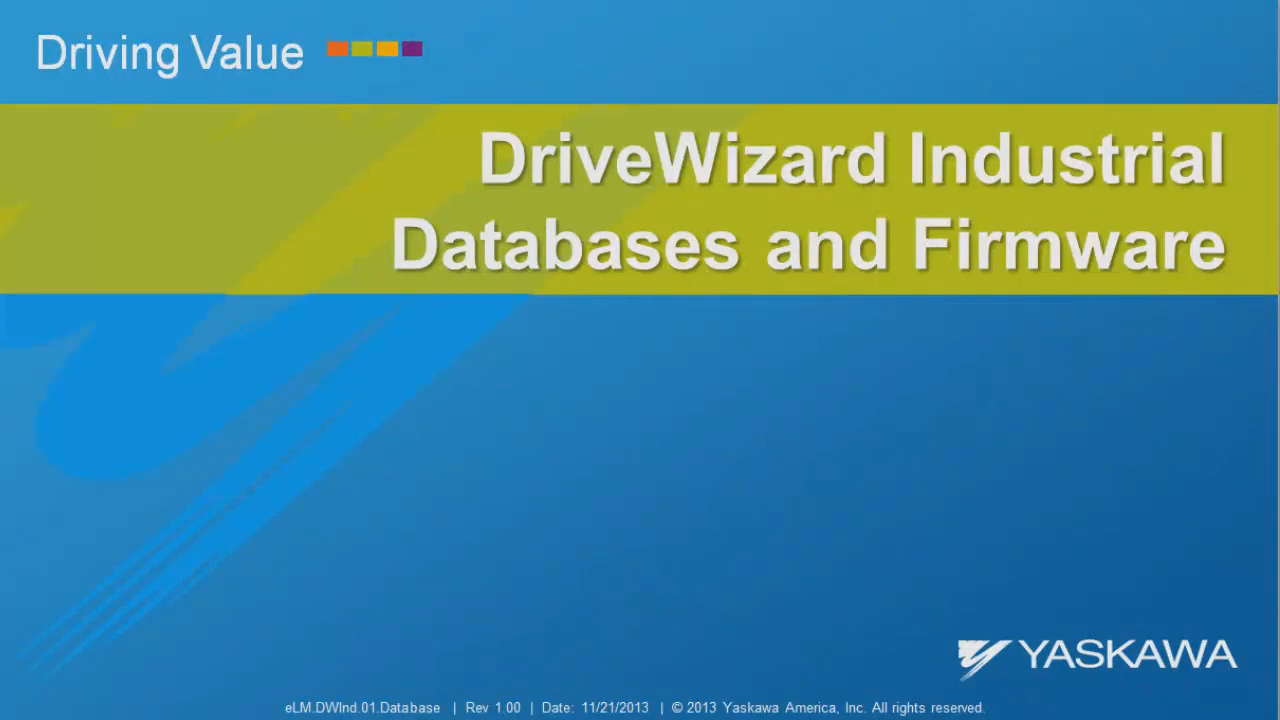 Driving Value
DriveWizard Industrial
Databases and Firmware
YASKAWA
eLM.DWInd.01.Database | Rev 1.00 | Date: 11/21/2013 | © 2013 Yaskawa America, Inc. All rights reserved.